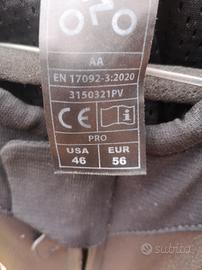 AA
EN 17092-3:2020
3150321PV
CE
PRO
USA EUR
46 56
subito